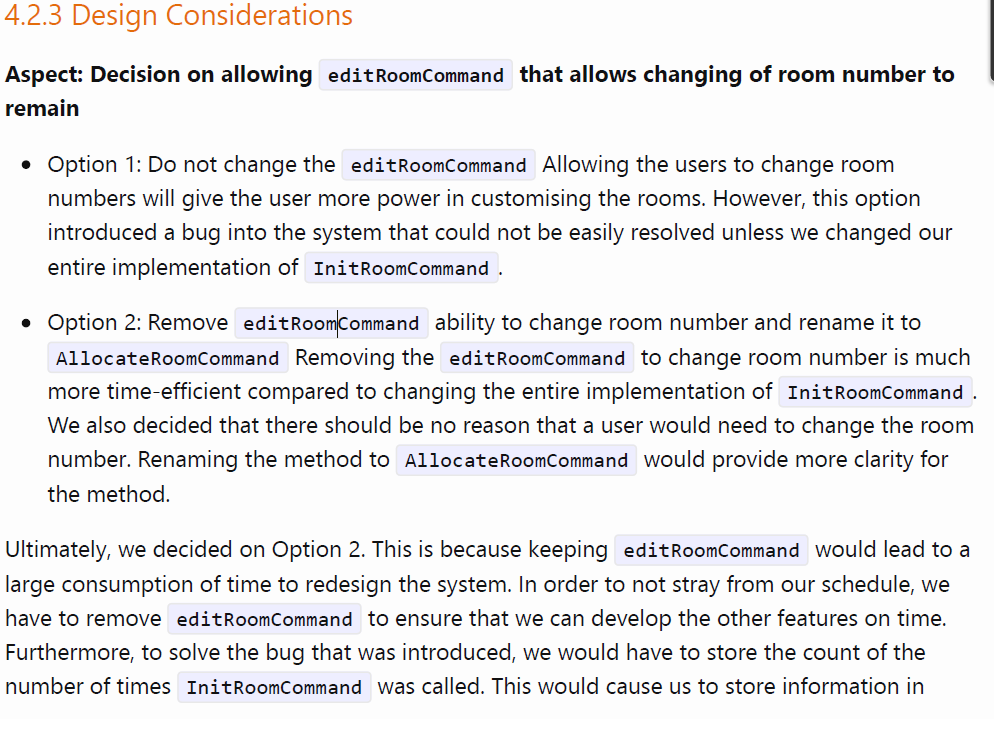 4.2.3 Design Considerations
Aspect: Decision on allowing editRoomCommand that allows changing of room number to
remain
Option 1: Do not change the editRoomCommand Allowing the users to change room
numbers will give the user more power in customising the rooms. However, this option
introduced a bug into the system that could not be easily resolved unless we changed our
entire implementation of InitRoomCommand.
Option 2: Remove editRoomCommand ability to change room number and rename it to
AllocateRoomCommand Removing the editRoomCommand to change room number is much
more time-efficient compared to changing the entire implementation of InitRoomCommand.
We also decided that there should be no reason that a user would need to change the room
number. Renaming the method to AllocateRoomCommand would provide more clarity for
the method.
Ultimately, we decided on Option 2. This is because keeping editRoomCommand would lead to a
large consumption of time to redesign the system. In order to not stray from our schedule, we
have to remove editRoomCommand to ensure that we can develop the other features on time.
Furthermore, to solve the bug that was introduced, we would have to store the count of the
number of times InitRoomCommand was called. This would cause us to store information in